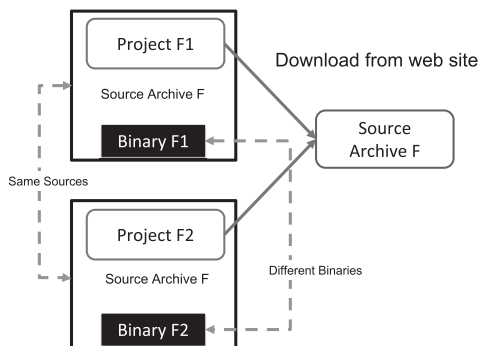 Project F1
Source Archive F
Binary F1
Download from web site
Source
Archive F
Same Sources
Project F2
Source Archive F
Different Binaries
Binary F2